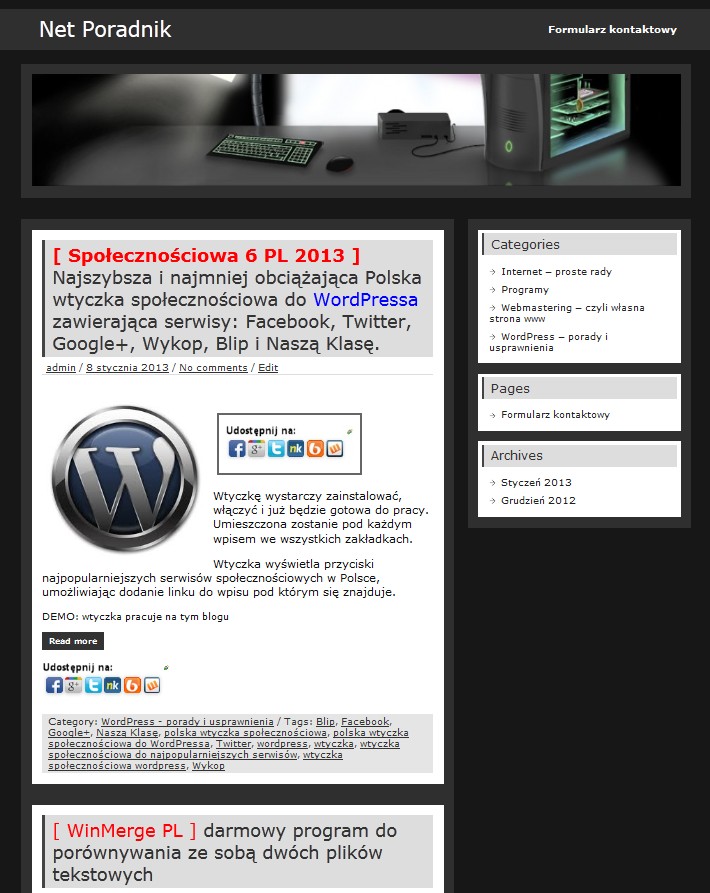 Net Poradnik
Formularz kontaktowy
[ Społecznościowa 6 PL 2013 ]
Najszybsza i najmniej obciążająca Polska
wtyczka społecznościowa do WordPressa
zawierająca serwisy: Facebook, Twitter,
Google+, Wykop, Blip i Naszą Klasę.
admin / 8 stycznia 2013 / No comments / Edit
Udostępnij na:
Wtyczkę wystarczy zainstalować,
włączyć i już będzie gotowa do pracy.
Umieszczona zostanie pod każdym
wpisem we wszystkich zakładkach.
Wtyczka wyświetla przyciski
najpopularniejszych serwisów społecznościowych w Polsce,
umożliwiając dodanie linku do wpisu pod którym się znajduje.
DEMO: wtyczka pracuje na tym blogu
Read more
Udostępnij na:
Category: WordPress - porady i usprawnienia / Tags: Blip, Facebook,
Google+, Naszą Klasę, polska wtyczka społecznościowa, polska wtyczka
społecznościowa do WordPressa, Twitter, wordpress, wtyczka, wtyczka
społecznościowa do najpopularniejszych serwisów, wtyczka
społecznościowa wordpress, Wykop
[ WinMerge PL ] darmowy program do
porównywania ze sobą dwóch plików
tekstowych
Categories
Internet – proste rady
Programy
Webmastering – czyli własna
strona www
WordPress – porady i
usprawnienia
Pages
Formularz kontaktowy
Archives
Styczeń 2013
Grudzień 2012